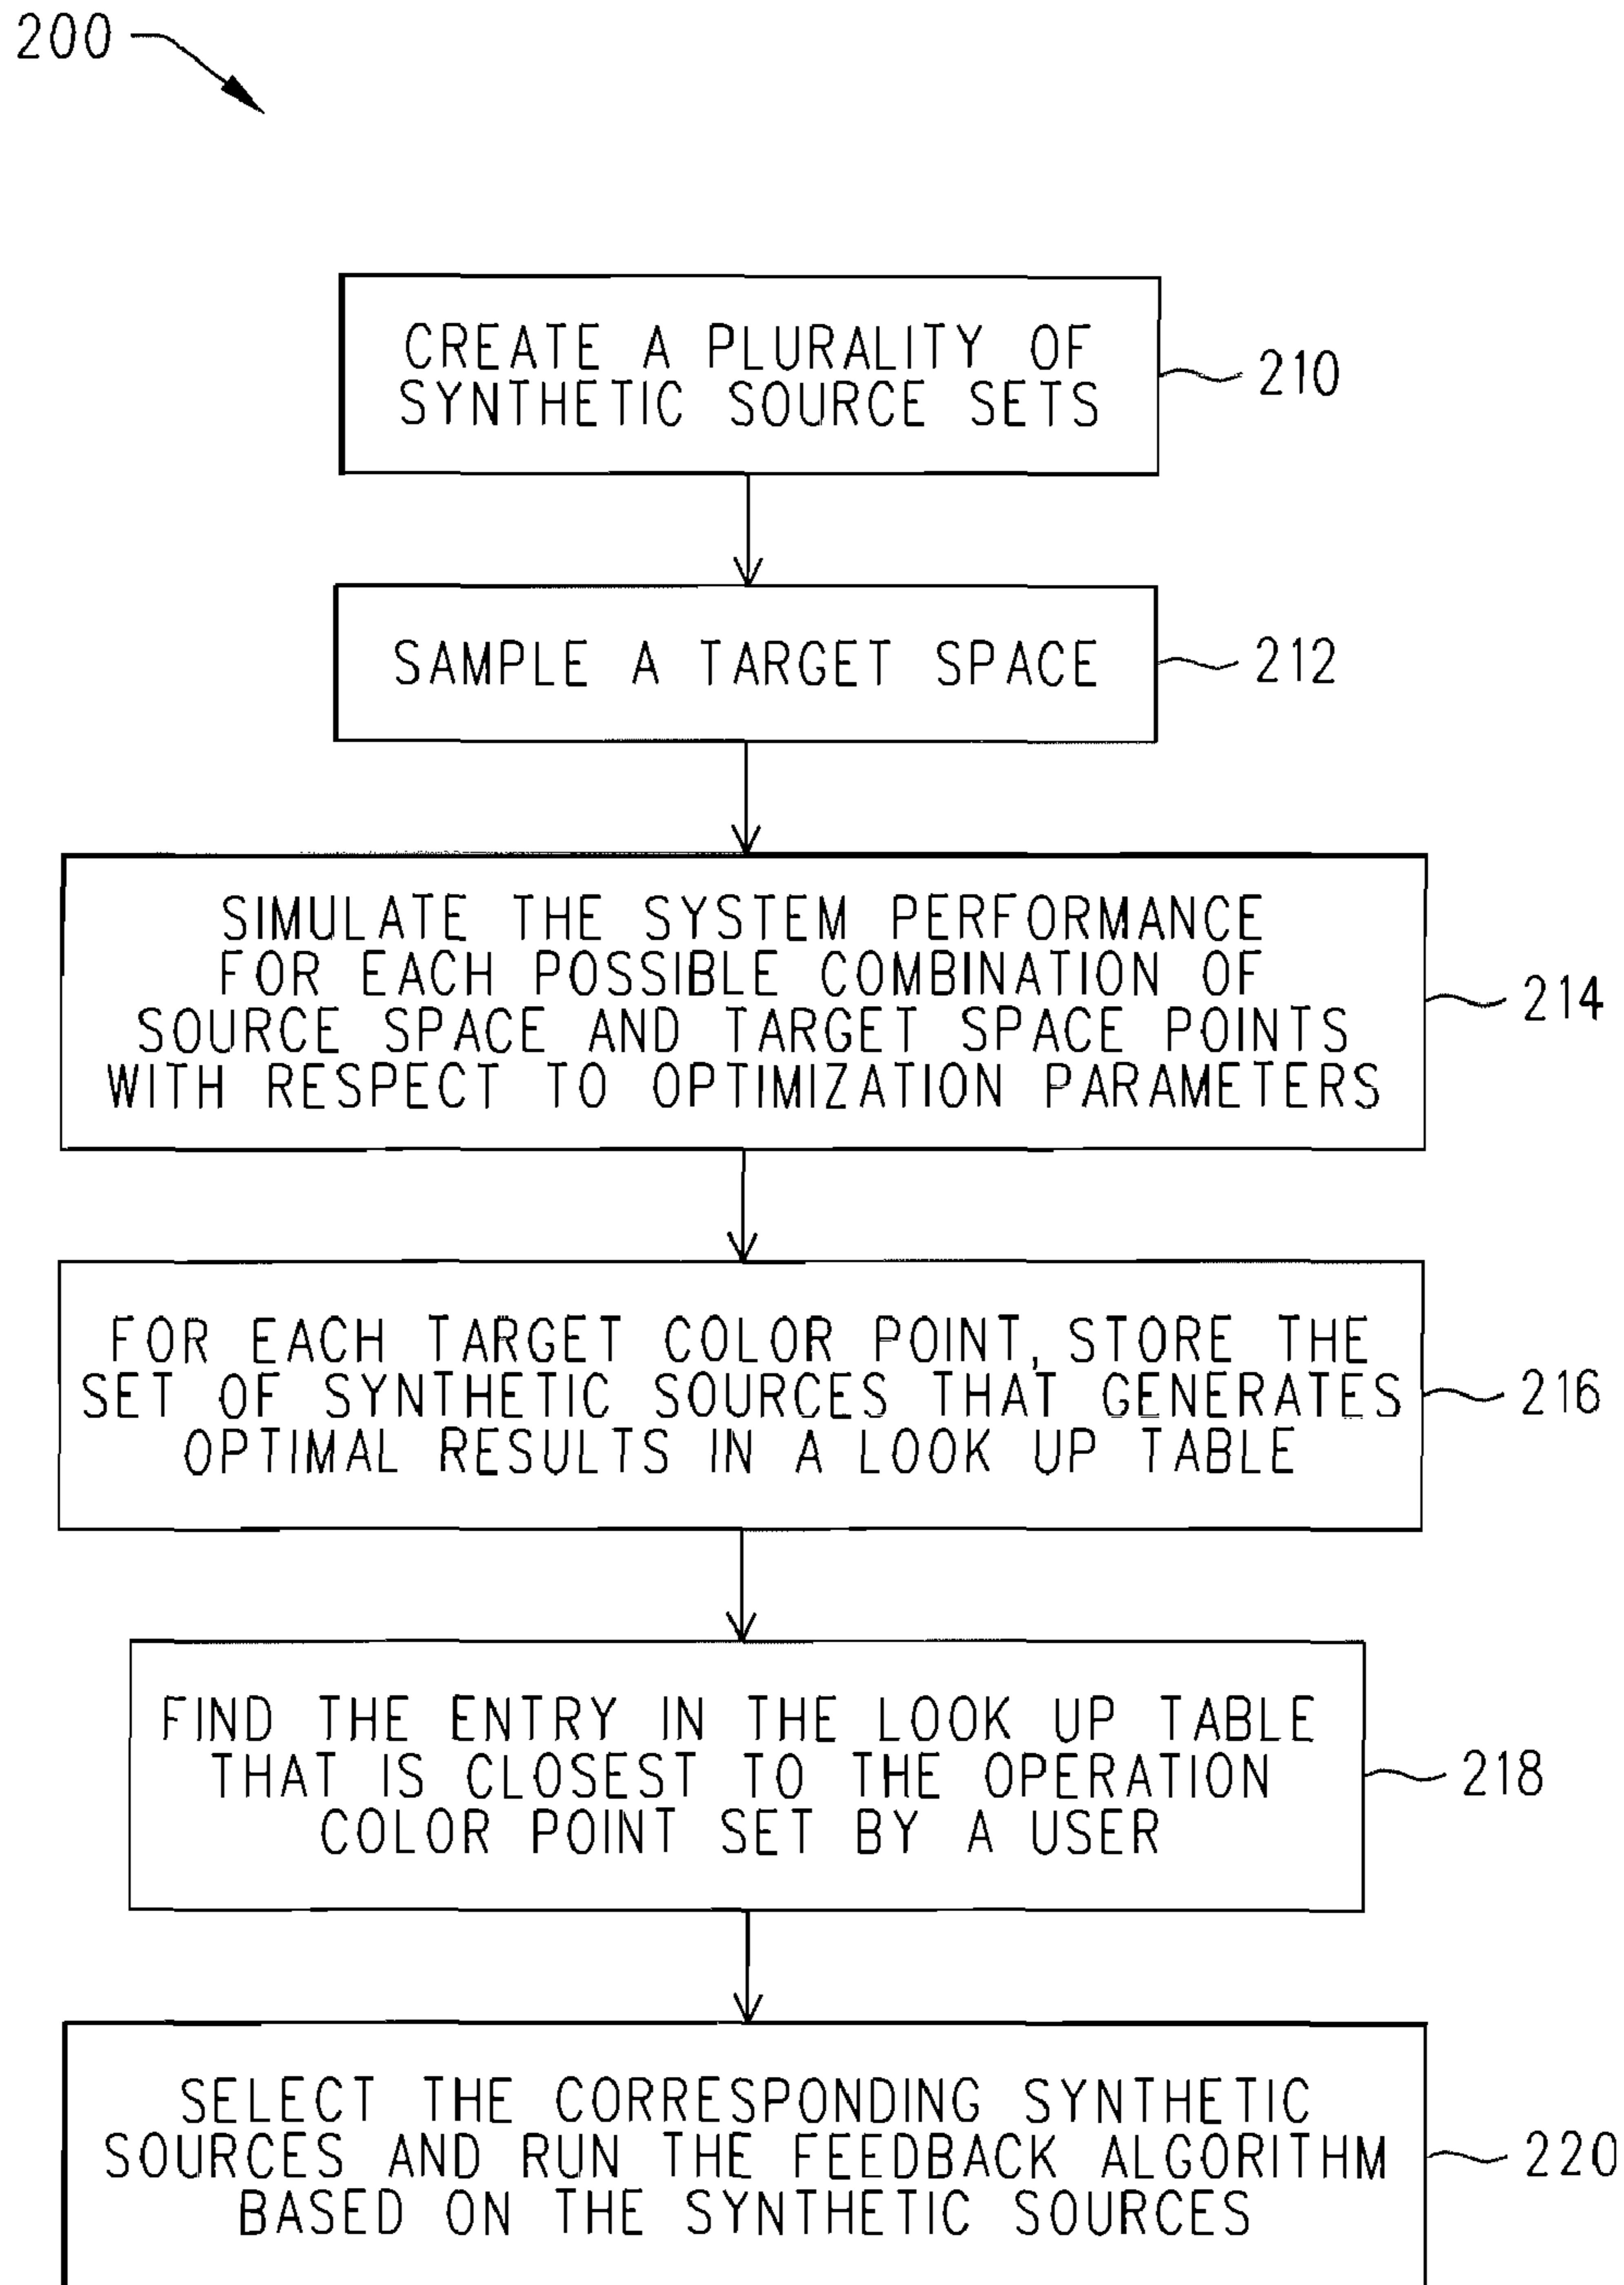 200
CREATE A PLURALITY OF
SYNTHETIC SOURCE SETS
210
SAMPLE A TARGET SPACE
212
SIMULATE THE SYSTEM PERFORMANCE
FOR EACH POSSIBLE COMBINATION OF
SOURCE SPACE AND TARGET SPACE POINTS
WITH RESPECT TO OPTIMIZATION PARAMETERS
214
FOR EACH TARGET COLOR POINT, STORE THE
SET OF SYNTHETIC SOURCES THAT GENERATES
OPTIMAL RESULTS IN A LOOK UP TABLE
216
FIND THE ENTRY IN THE LOOK UP TABLE
THAT IS CLOSEST TO THE OPERATION
COLOR POINT SET BY A USER
218
SELECT THE CORRESPONDING SYNTHETIC
SOURCES AND RUN THE FEEDBACK ALGORITHM
BASED ON THE SYNTHETIC SOURCES
220